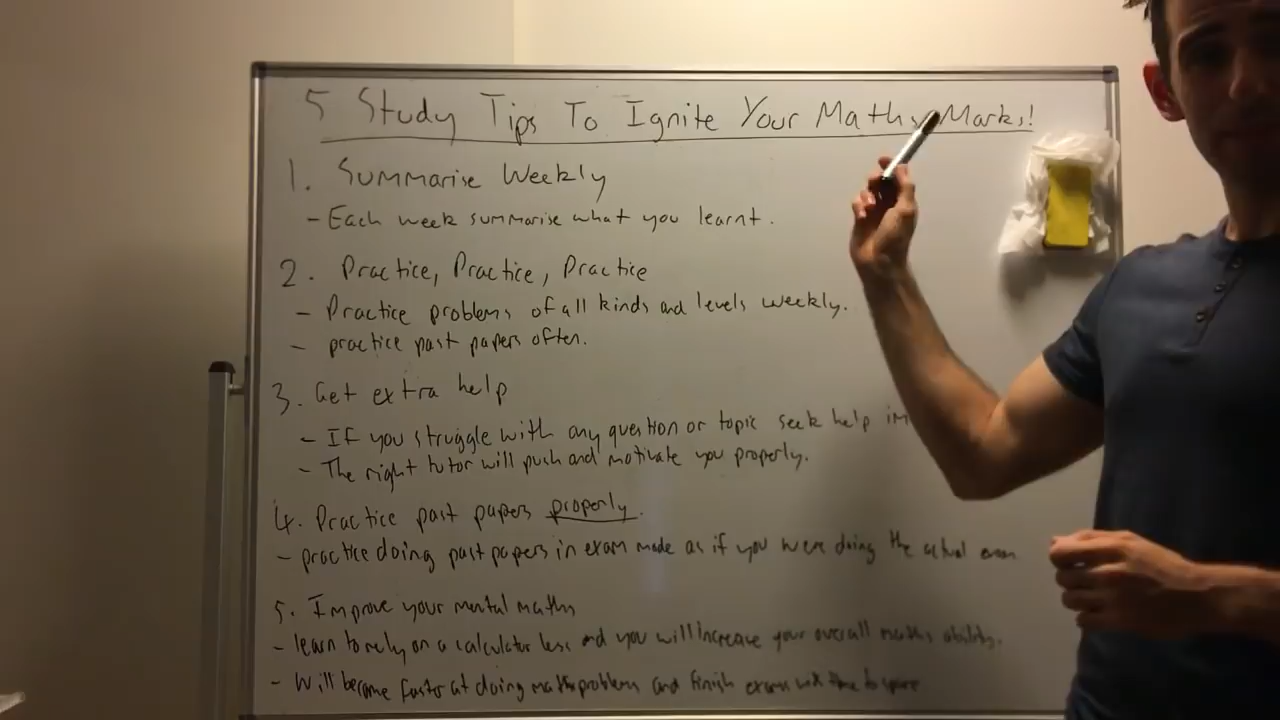 5 Study Tips To Ignite Your Maths Marks!
1. Summarise Weekly
- Each week summarise what you learnt.
2. Practice, Practice, Practice
- Practice problems of all kinds and levels weekly.
- practice past papers often.
3. Get extra help
- If you struggle with any question or topic seek help im
- The right tutor will push and motivate you properly.
4. Practice past papers properly.
- practice doing past papers in exam mode as if you were doing the actual exam
5. Improve your mental maths
- learn to rely on a calculator less and you will increase your overall maths ability.
- Will become faster at doing maths problems and finish exams with time to spare